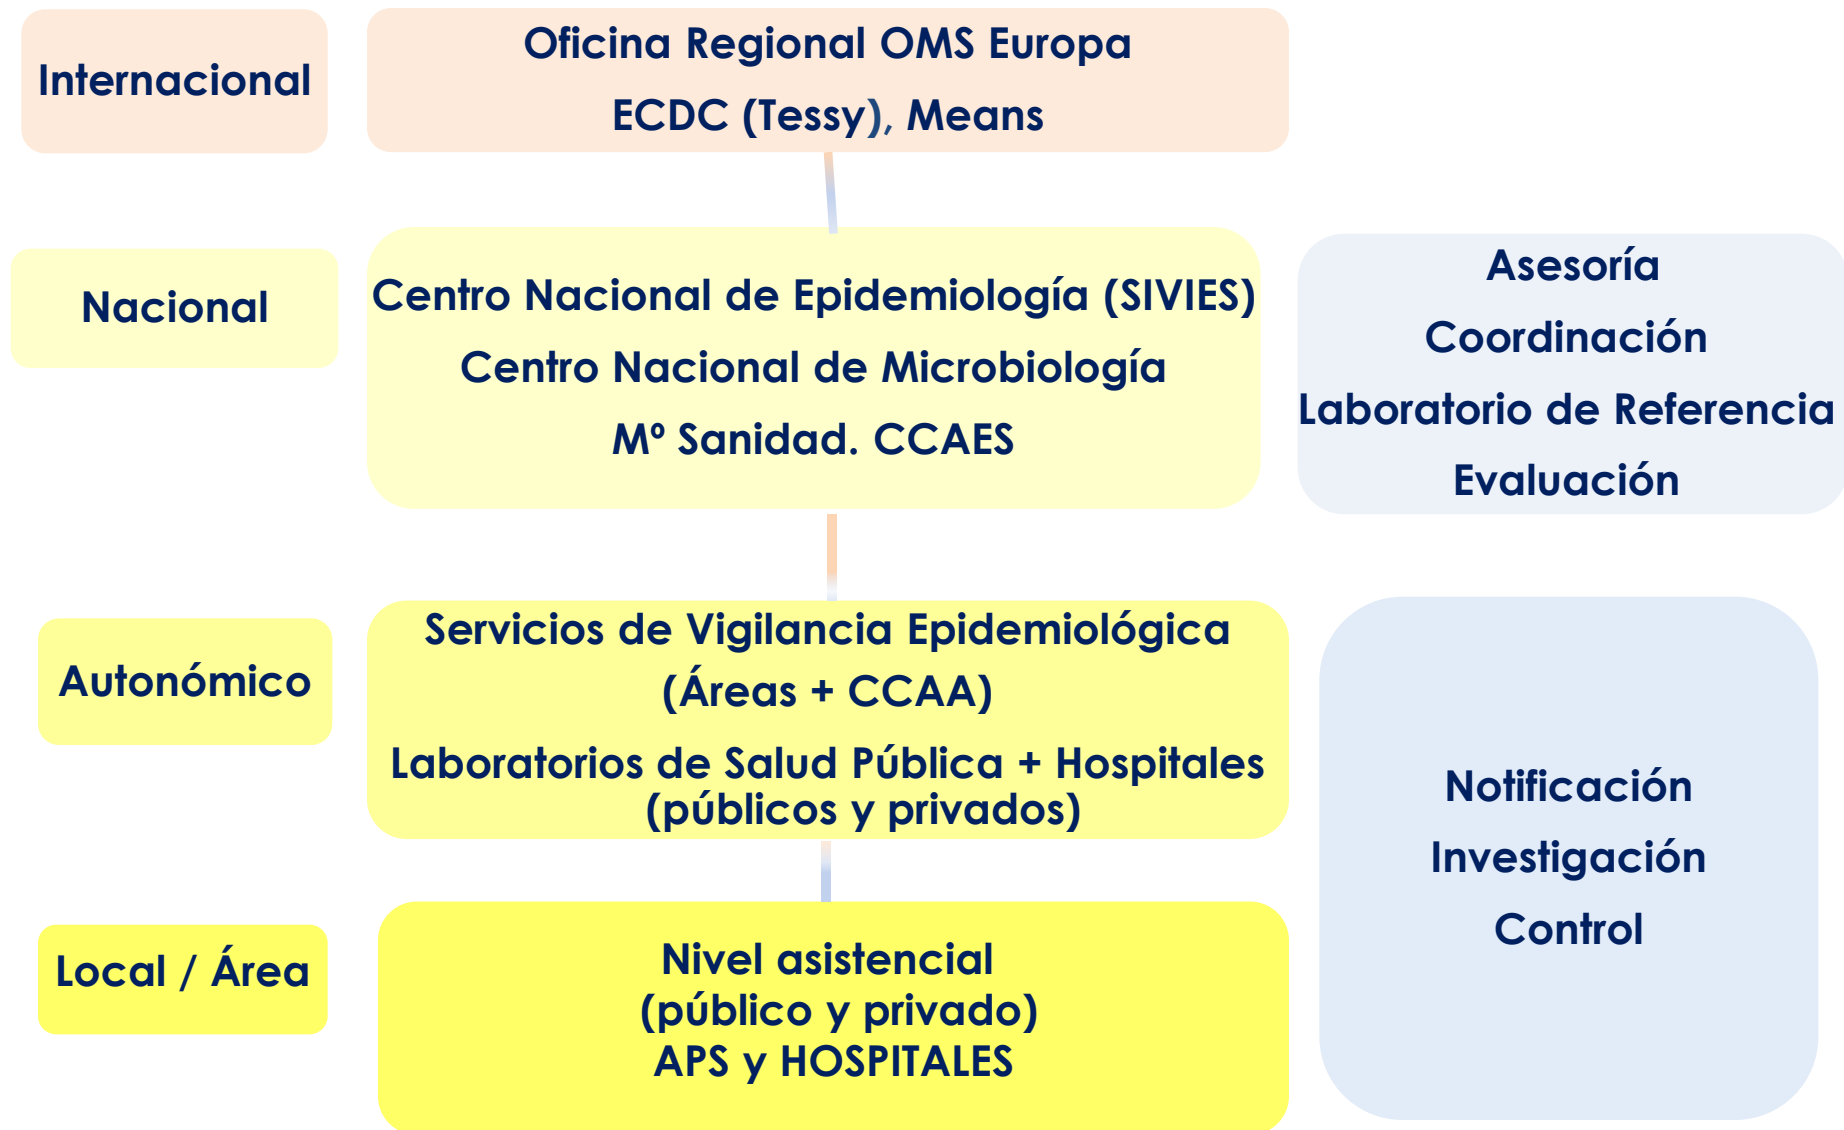 Internacional
Oficina Regional OMS Europa
ECDC (Tessy), Means
Nacional
Centro Nacional de Epidemiología (SIVIES)
Centro Nacional de Microbiología
Mº Sanidad. CCAES
Asesoría
Coordinación
Laboratorio de Referencia
Evaluación
Autonómico
Servicios de Vigilancia Epidemiológica
(Áreas + CCAA)
Laboratorios de Salud Pública + Hospitales
(públicos y privados)
Notificación
Investigación
Control
Local / Área
Nivel asistencial
(público y privado)
APS y HOSPITALES